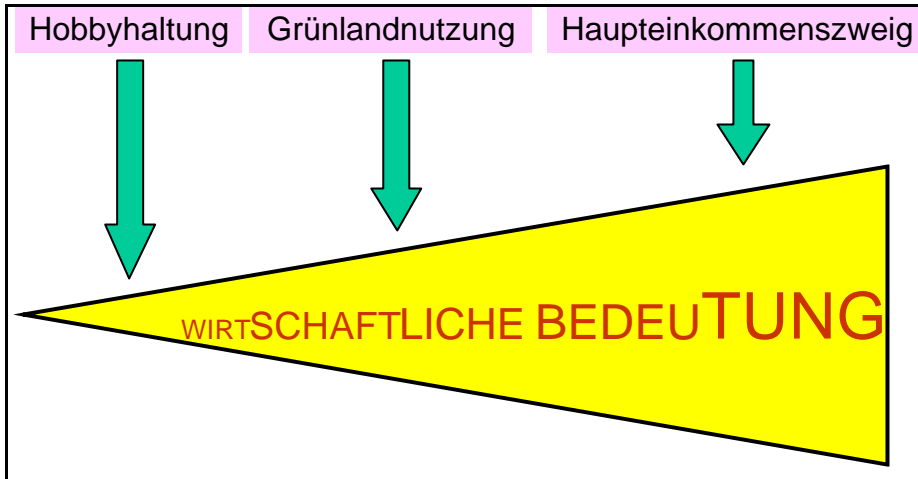 Hobbyhaltung Grünlandnutzung Haupteinkommenszweig
WIRTSCHAFTLICHE BEDEUTUNG